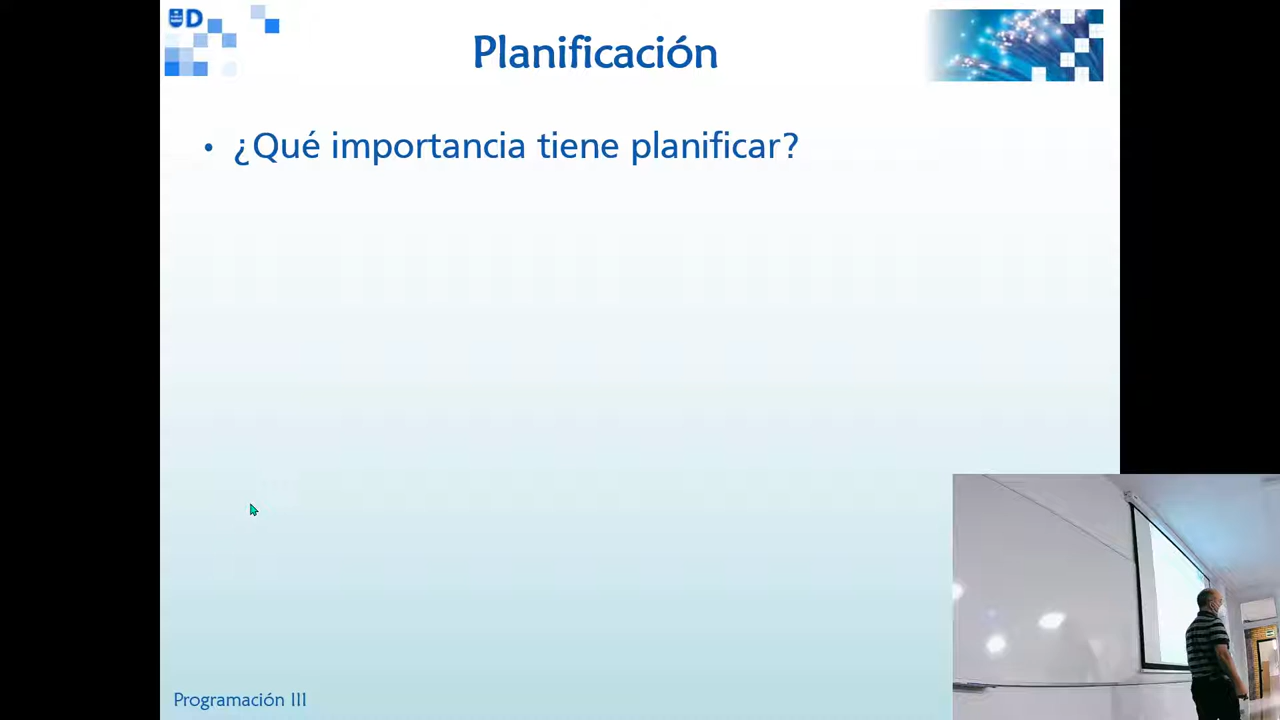 D
Planificación
• ¿Qué importancia tiene planificar?
Programación III